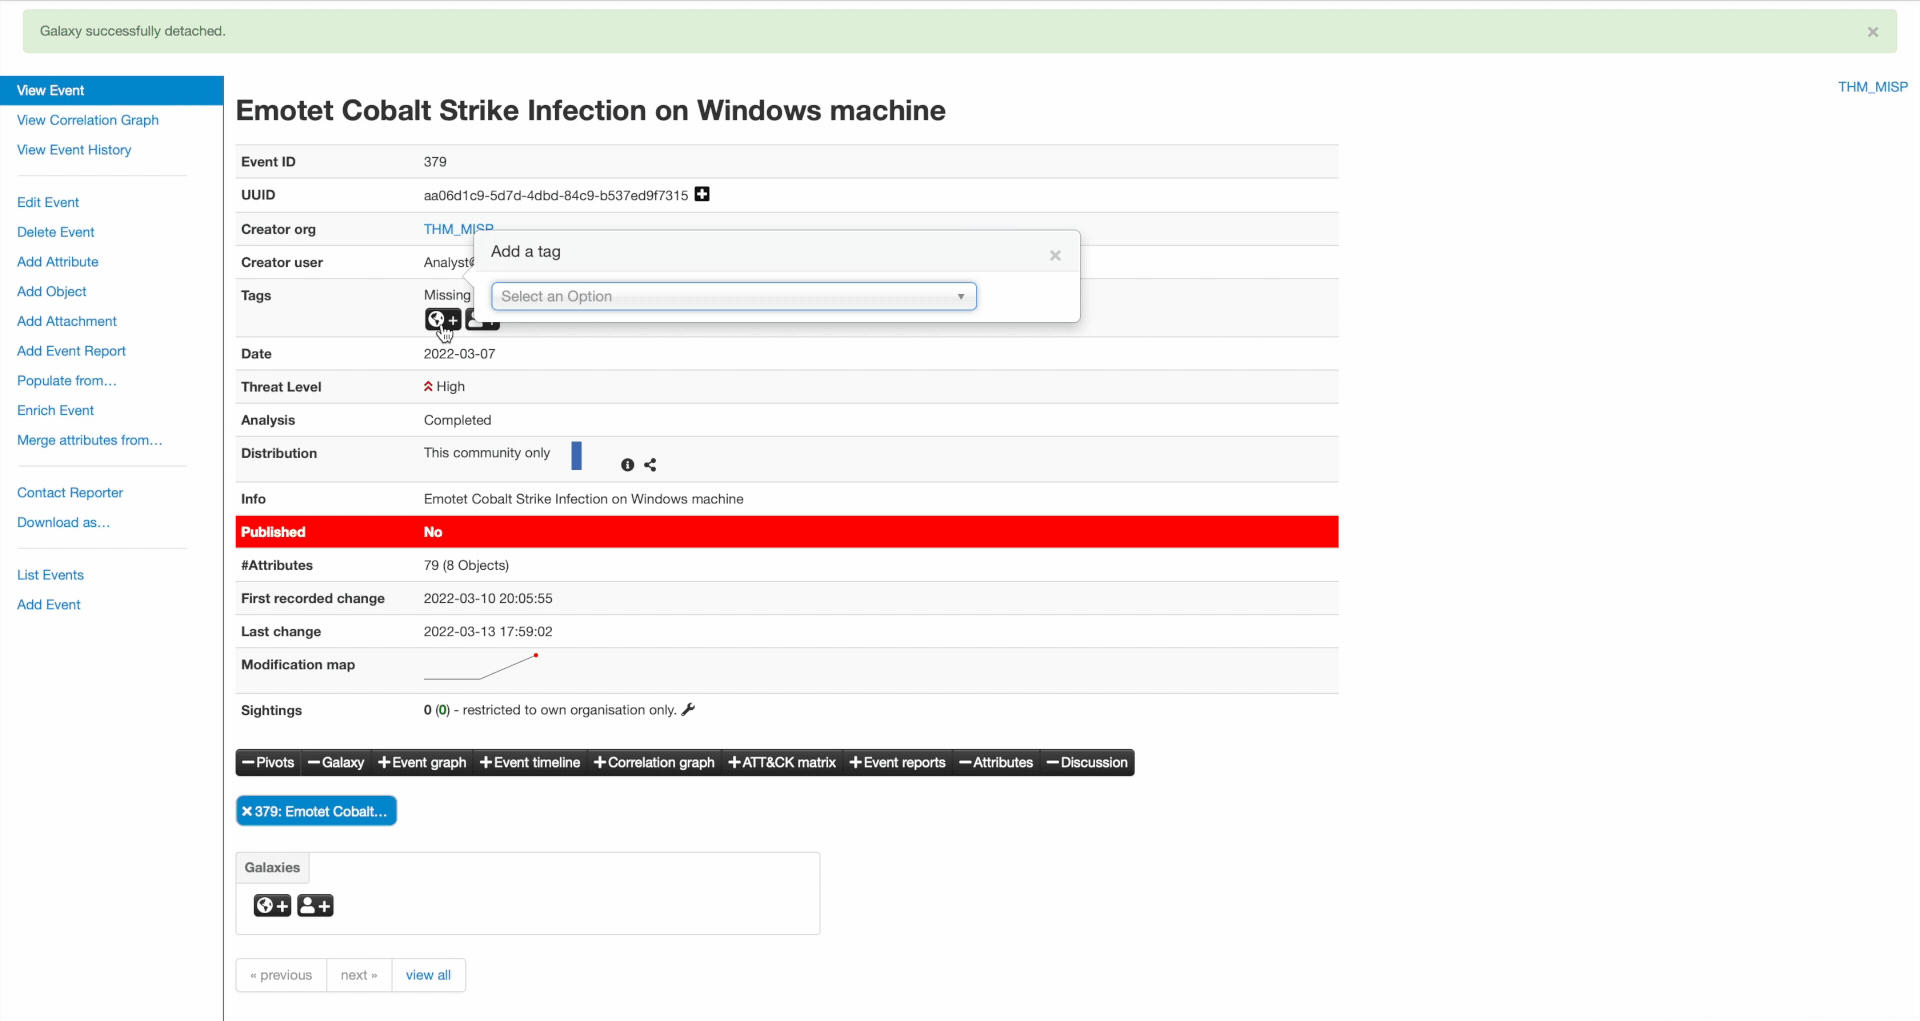 Galaxy successfully detached.
×
View Event
View Correlation Graph
View Event History
Edit Event
Delete Event
Add Attribute
Add Object
Add Attachment
Add Event Report
Populate from...
Enrich Event
Merge attributes from...
Contact Reporter
Download as...
List Events
Add Event
THM_MISP
Emotet Cobalt Strike Infection on Windows machine
Event ID 379
UUID aa06d1c9-5d7d-4dbd-84c9-b537ed9f7315
Creator org THM_MISP
Creator user Analyst@
Tags Missing
Add a tag ×
Select an Option
Date 2022-03-07
Threat Level High
Analysis Completed
Distribution This community only
Info Emotet Cobalt Strike Infection on Windows machine
Published No
#Attributes 79 (8 Objects)
First recorded change 2022-03-10 20:05:55
Last change 2022-03-13 17:59:02
Modification map
Sightings 0 (0) - restricted to own organisation only.
−Pivots −Galaxy +Event graph +Event timeline +Correlation graph +ATT&CK matrix +Event reports −Attributes −Discussion
×379: Emotet Cobalt...
Galaxies
« previous next » view all